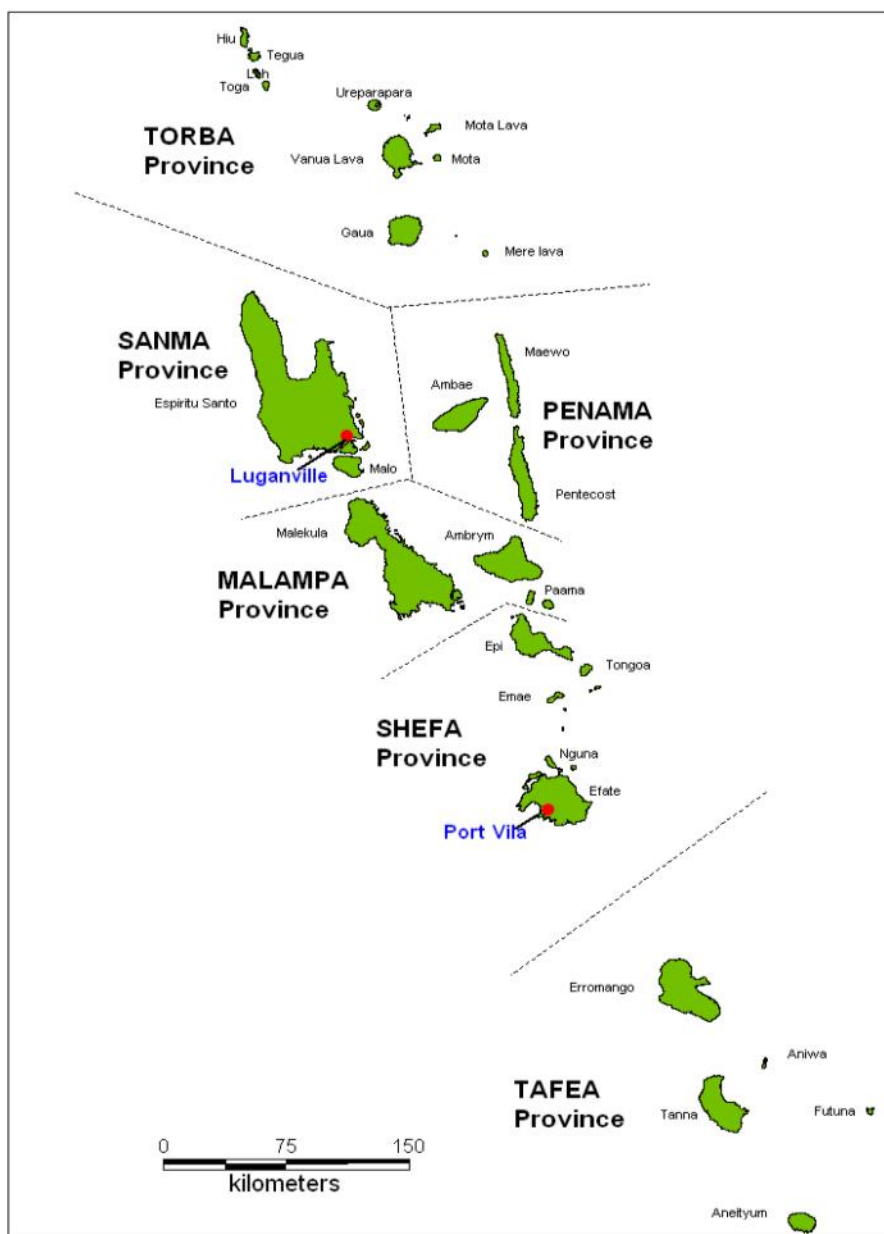 Hiu
Tegua
Loh
Toga
Ureparapara
Mota Lava
TORBA
Province
Vanua Lava
Mota
Gaua
Mere lava
SANMA
Province
Espiritu Santo
Luganville
Malo
Maewo
Ambae
PENAMA
Province
Pentecost
Malekula
Ambrym
MALAMPA
Province
Paama
Epi
Tongoa
Emae
SHEFA
Province
Nguna
Efate
Port Vila
Erromango
Aniwa
TAFEA
Province
Tanna
Futuna
Aneityum
0 75 150
kilometers